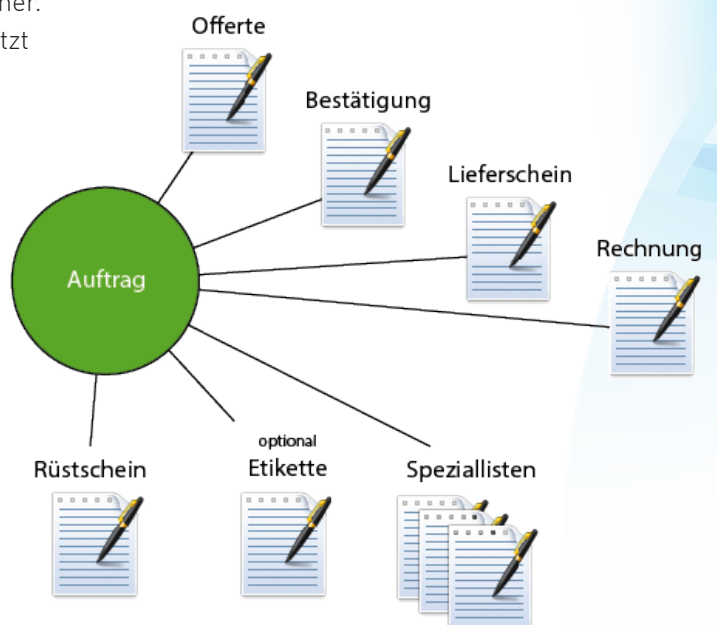 Offerte
Bestätigung
Lieferschein
Rechnung
Auftrag
Rüstschein
optional
Etikette
Speziallisten